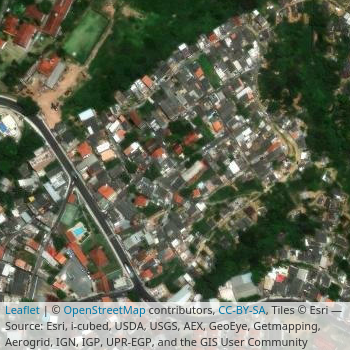 Leaflet | © OpenStreetMap contributors, CC-BY-SA, Tiles © Esri —
Source: Esri, i-cubed, USDA, USGS, AEX, GeoEye, Getmapping,
Aerogrid, IGN, IGP, UPR-EGP, and the GIS User Community